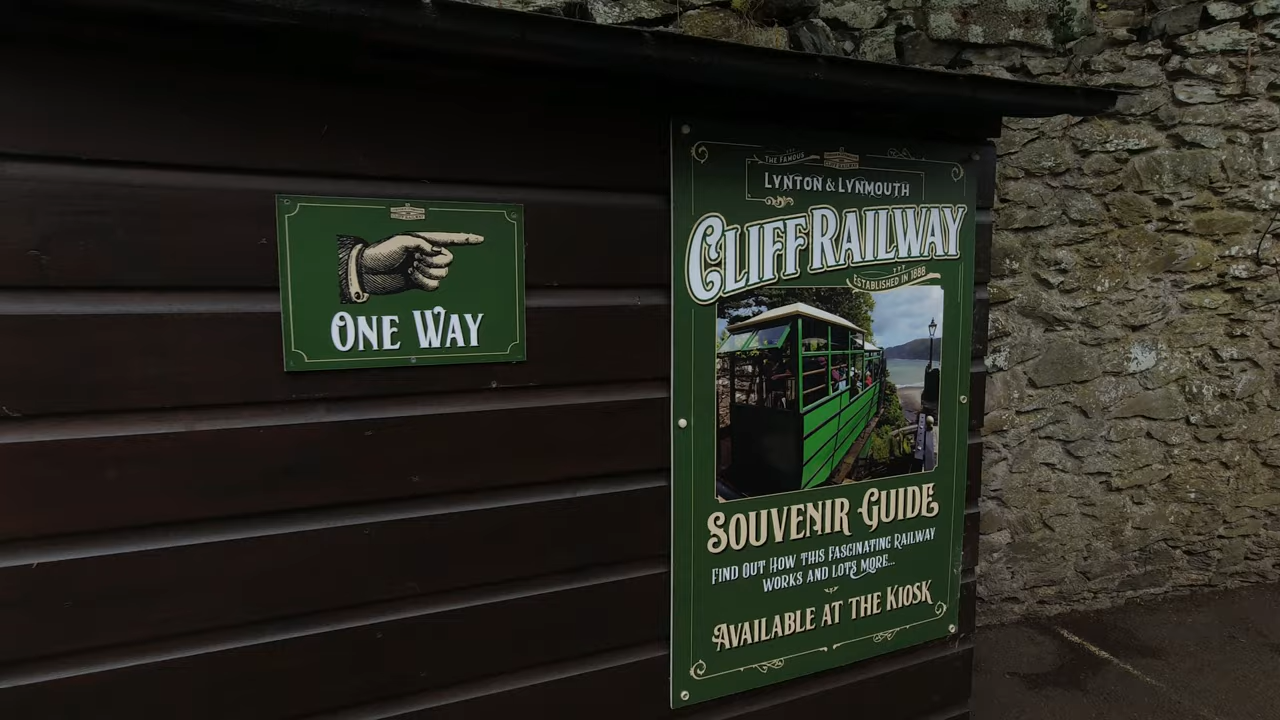 ONE WAY
THE FAMOUS
LYNTON & LYNMOUTH
CLIFF RAILWAY
ESTABLISHED IN 1888
SOUVENIR GUIDE
FIND OUT HOW THIS FASCINATING RAILWAY
WORKS AND LOTS MORE...
AVAILABLE AT THE KIOSK